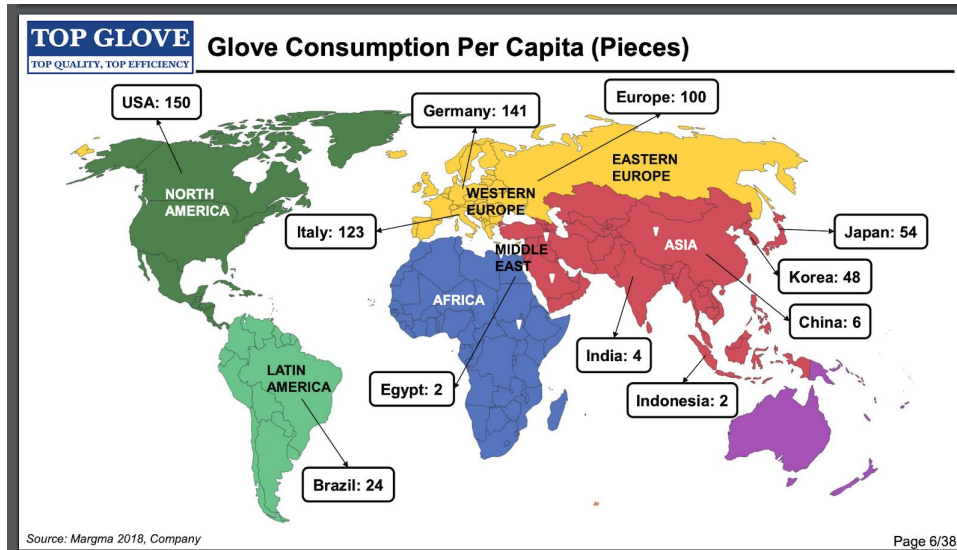 TOP GLOVE
TOP QUALITY, TOP EFFICIENCY
Glove Consumption Per Capita (Pieces)
USA: 150
Germany: 141
Europe: 100
EASTERN
EUROPE
NORTH
AMERICA
WESTERN
EUROPE
Italy: 123
Japan: 54
ASIA
MIDDLE
EAST
Korea: 48
AFRICA
China: 6
India: 4
LATIN
AMERICA
Egypt: 2
Indonesia: 2
Brazil: 24
Source: Margma 2018, Company
Page 6/38